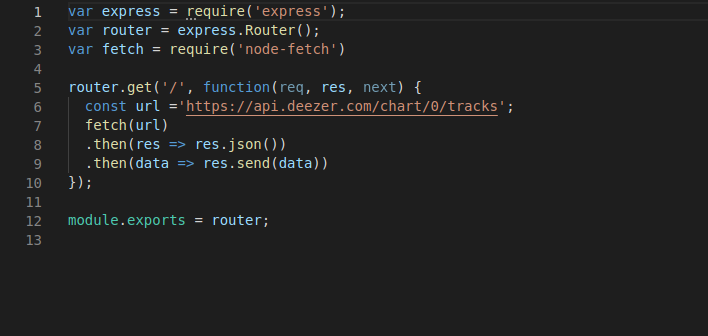 1 var express = require('express');
2 var router = express.Router();
3 var fetch = require('node-fetch')
4
5 router.get('/', function(req, res, next) {
6   const url ='https://api.deezer.com/chart/0/tracks';
7   fetch(url)
8   .then(res => res.json())
9   .then(data => res.send(data))
10 });
11
12 module.exports = router;
13